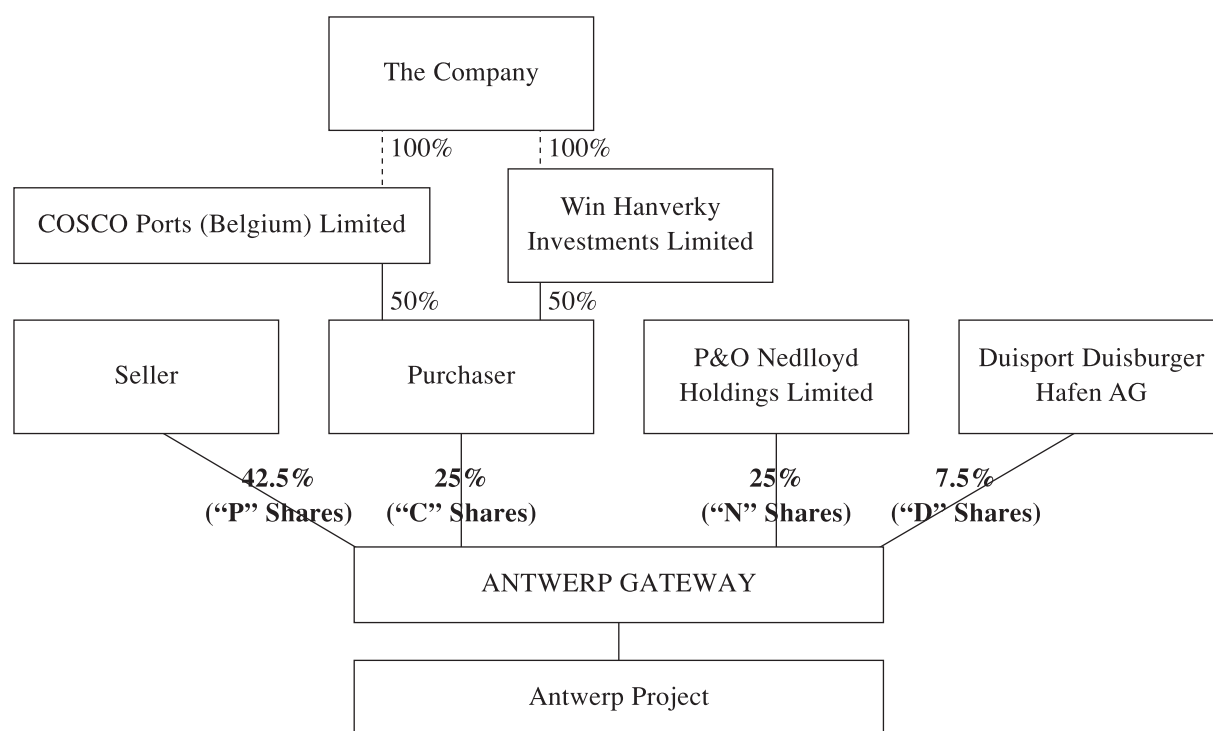 The Company
100%
100%
COSCO Ports (Belgium) Limited
Win Hanverky
Investments Limited
50%
50%
Seller
Purchaser
P&O Nedlloyd
Holdings Limited
Duisport Duisburger
Hafen AG
42.5%
(“P” Shares)
25%
(“C” Shares)
25%
(“N” Shares)
7.5%
(“D” Shares)
ANTWERP GATEWAY
Antwerp Project